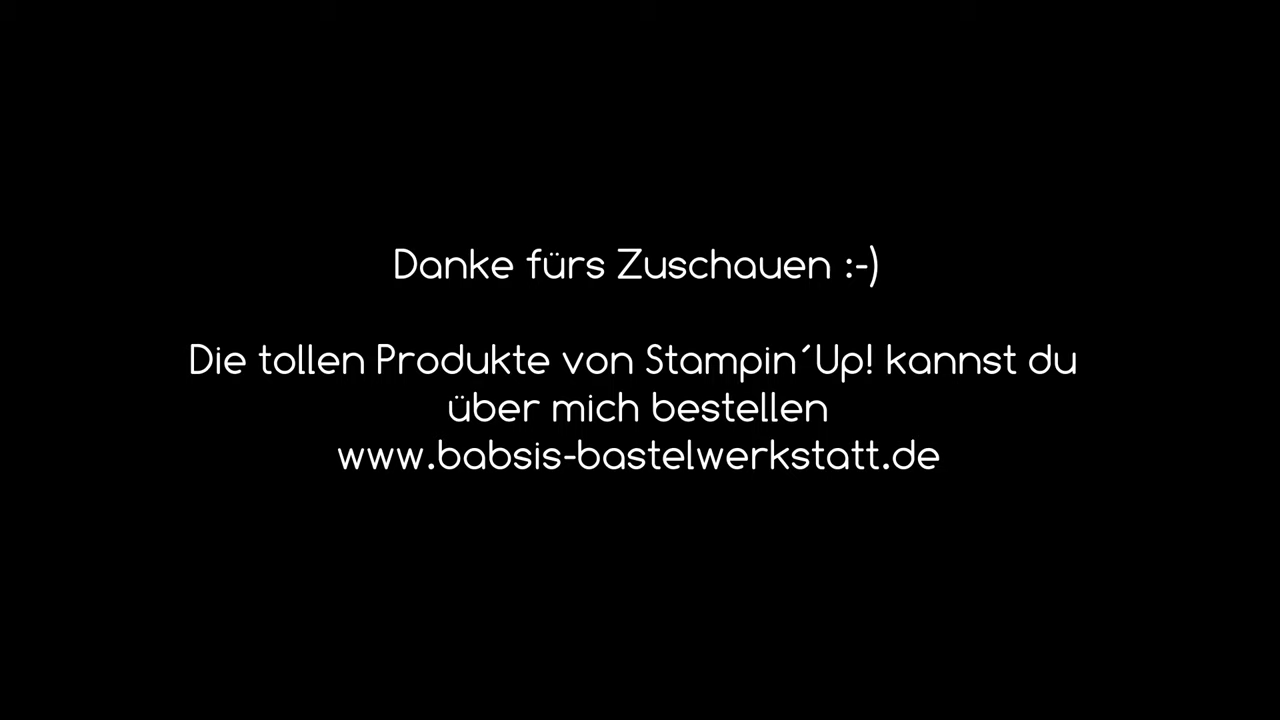 Danke fürs Zuschauen :-)
Die tollen Produkte von Stampin´Up! kannst du
über mich bestellen
www.babsis-bastelwerkstatt.de